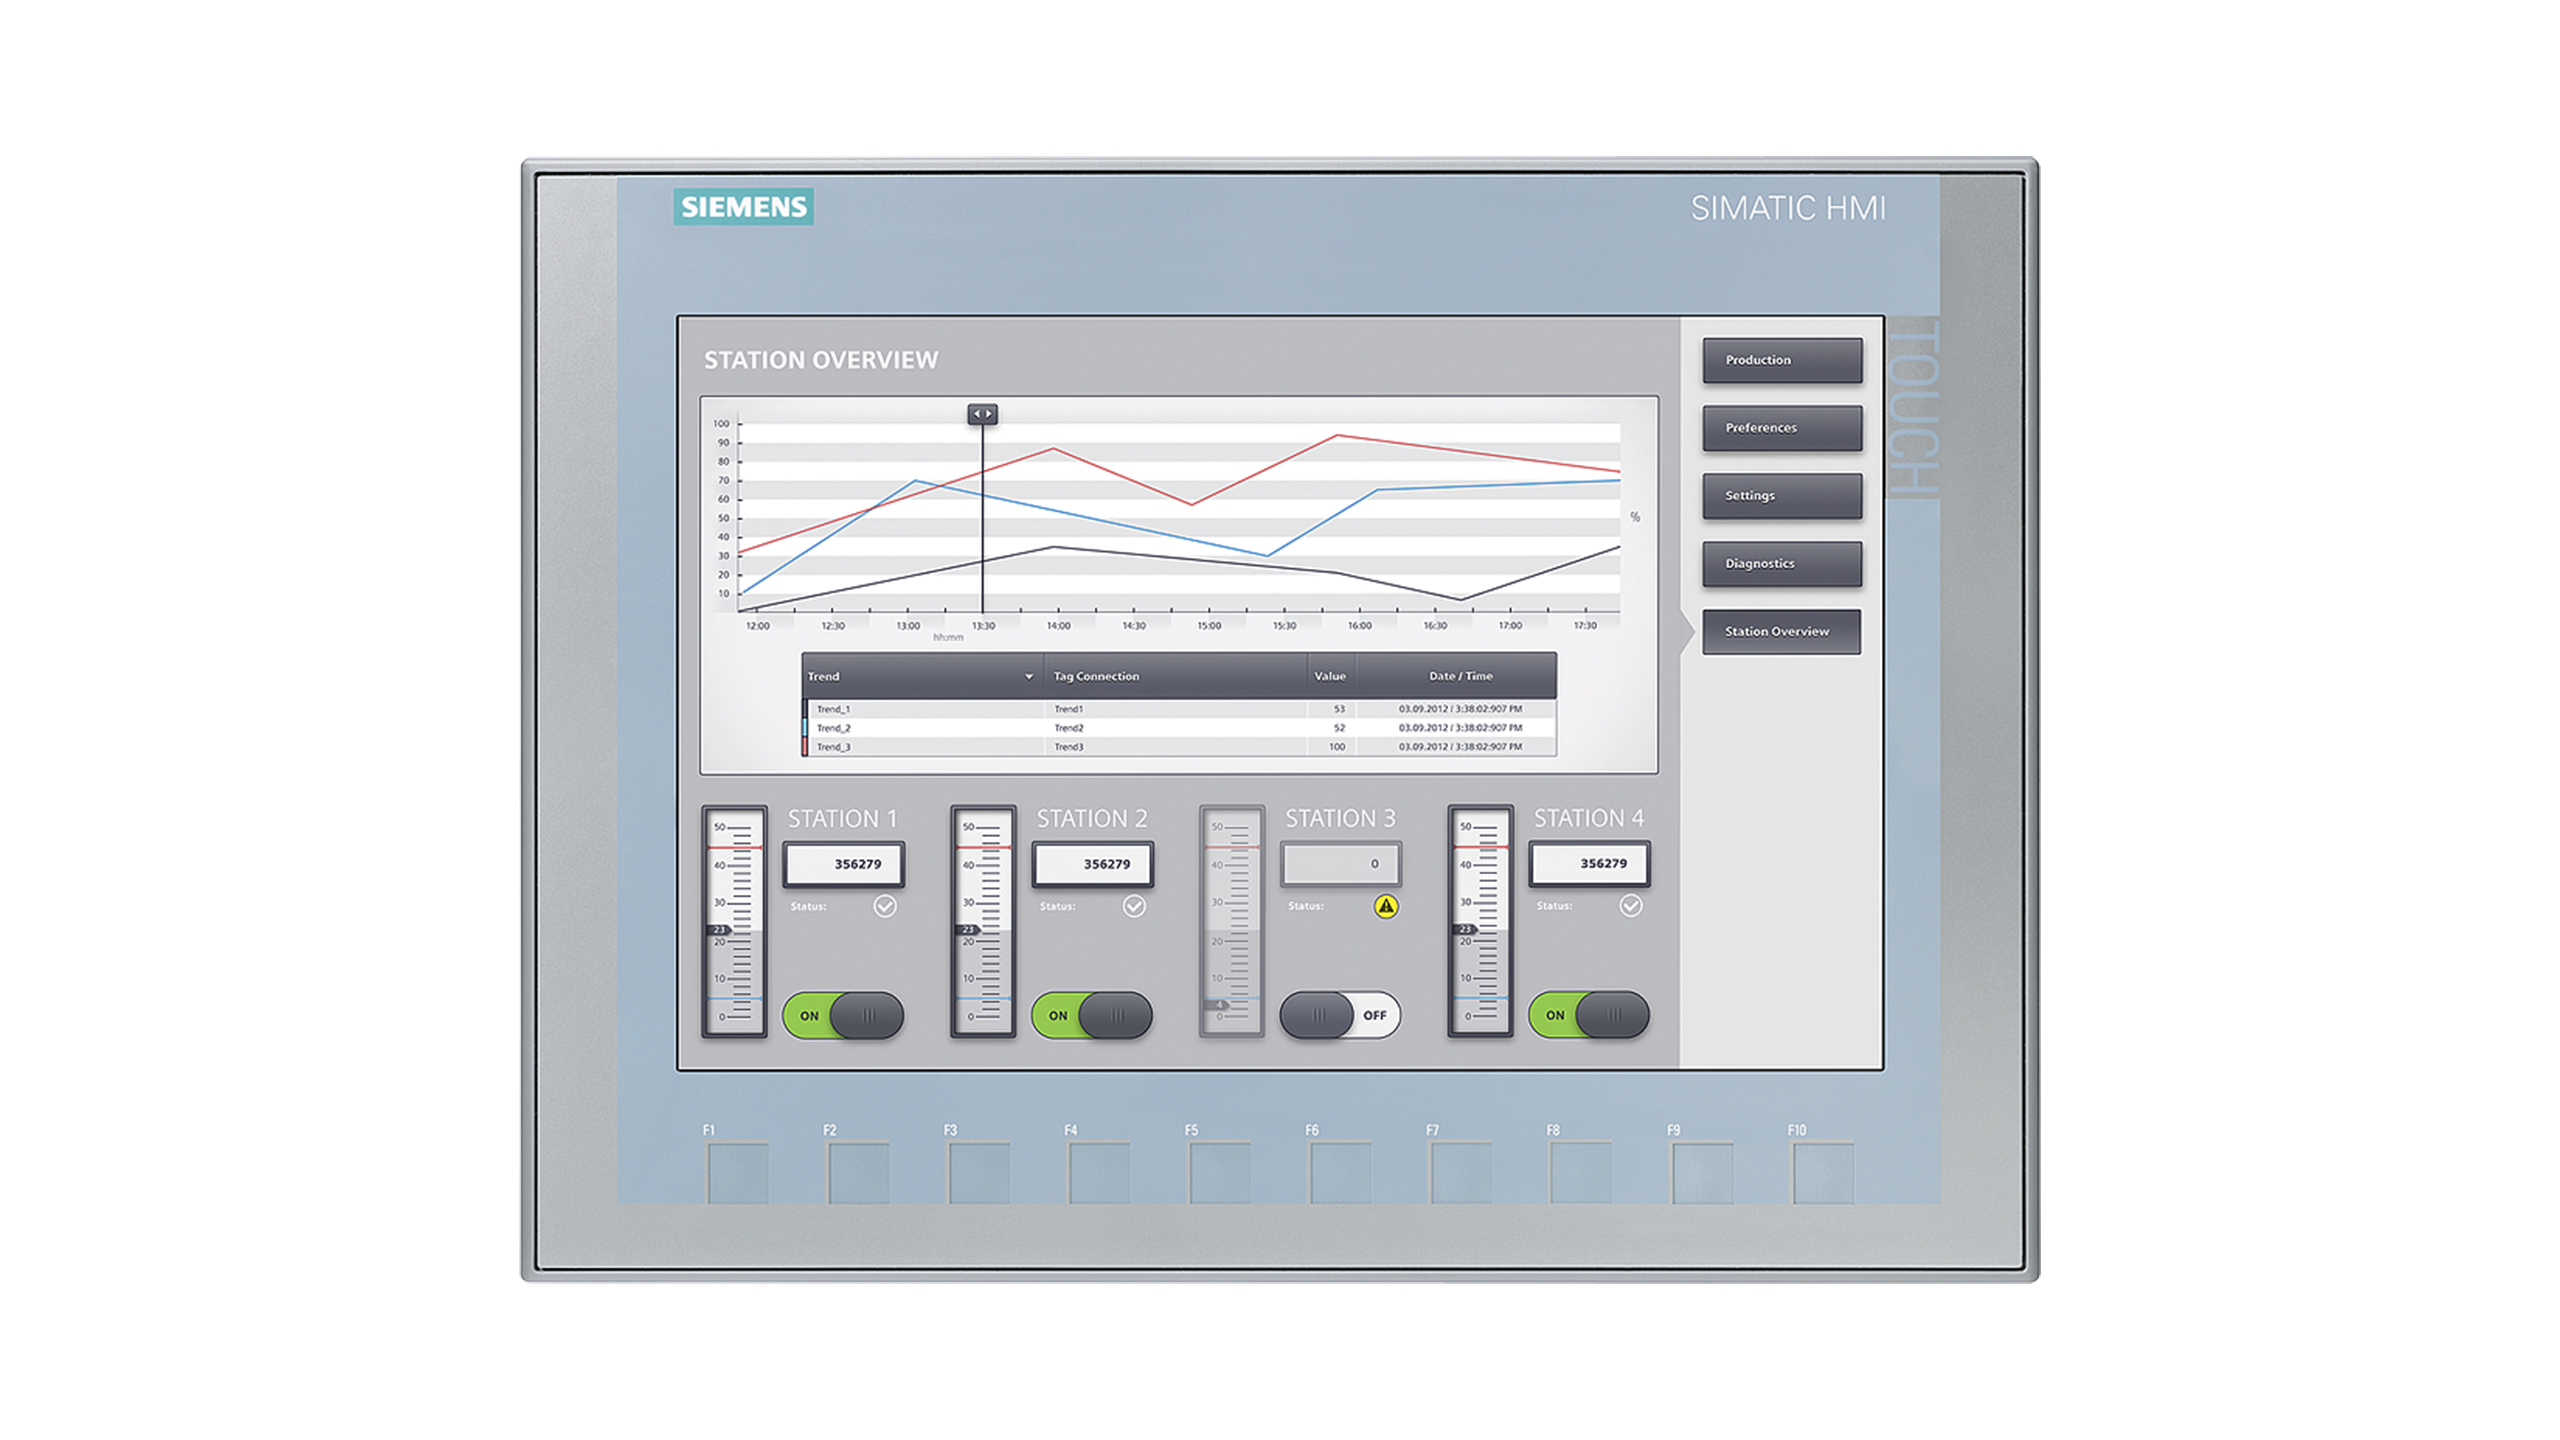 SIEMENS
SIMATIC HMI
TOUCH
STATION OVERVIEW
100
90
80
70
60
50
40
30
20
10
%
12:00 12:30 13:00 13:30 14:00 14:30 15:00 15:30 16:00 16:30 17:00 17:30
hh:mm
Trend Tag Connection Value Date / Time
Trend_1 Trend1 53 03.09.2012 / 3:38:02:907 PM
Trend_2 Trend2 52 03.09.2012 / 3:38:02:907 PM
Trend_3 Trend3 100 03.09.2012 / 3:38:02:907 PM
Production
Preferences
Settings
Diagnostics
Station Overview
STATION 1
356279
Status:
50
40
30
23
20
10
0
ON
STATION 2
356279
Status:
50
40
30
23
20
10
0
ON
STATION 3
0
Status:
50
40
30
20
10
4
0
OFF
STATION 4
356279
Status:
50
40
30
23
20
10
0
ON
F1 F2 F3 F4 F5 F6 F7 F8 F9 F10